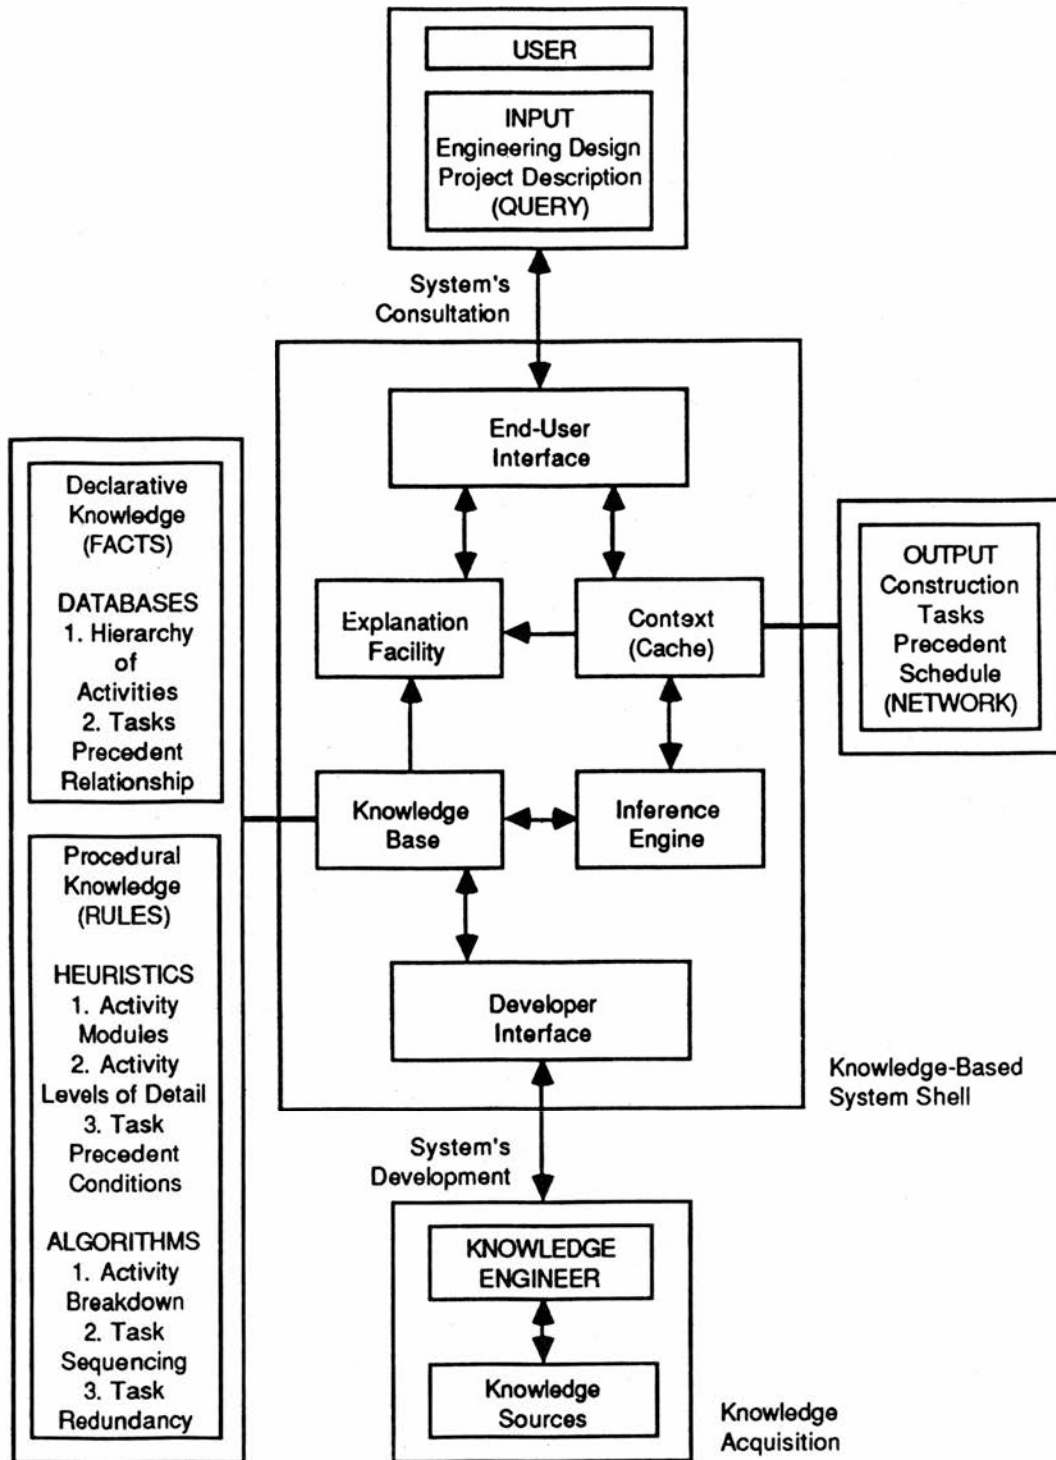 USER
INPUT
Engineering Design
Project Description
(QUERY)
System's
Consultation
End-User
Interface
Declarative
Knowledge
(FACTS)
DATABASES
1. Hierarchy
of
Activities
2. Tasks
Precedent
Relationship
Explanation
Facility
Context
(Cache)
OUTPUT
Construction
Tasks
Precedent
Schedule
(NETWORK)
Knowledge
Base
Inference
Engine
Procedural
Knowledge
(RULES)
HEURISTICS
1. Activity
Modules
2. Activity
Levels of Detail
3. Task
Precedent
Conditions
ALGORITHMS
1. Activity
Breakdown
2. Task
Sequencing
3. Task
Redundancy
Developer
Interface
Knowledge-Based
System Shell
System's
Development
KNOWLEDGE
ENGINEER
Knowledge
Sources
Knowledge
Acquisition